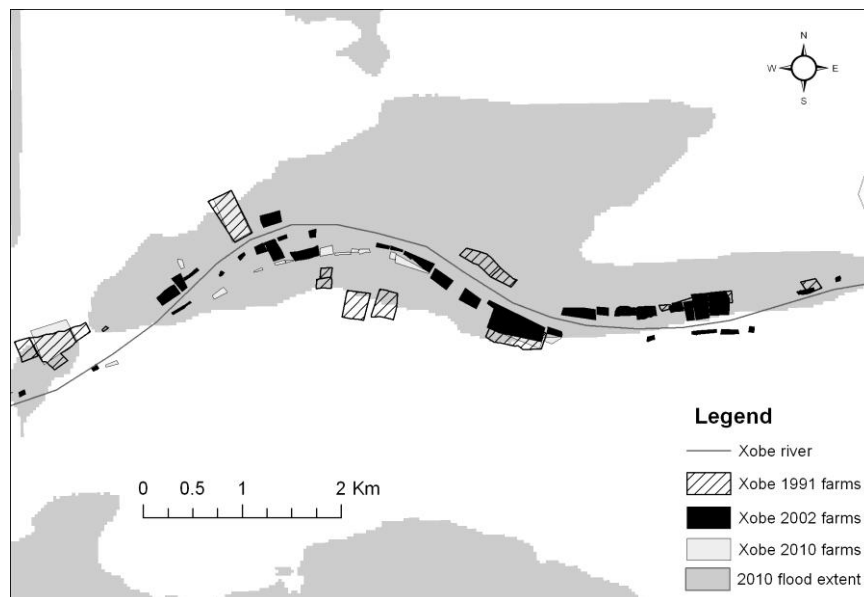 N
W E
S
Legend
Xobe river
Xobe 1991 farms
Xobe 2002 farms
Xobe 2010 farms
2010 flood extent
0 0.5 1 2 Km